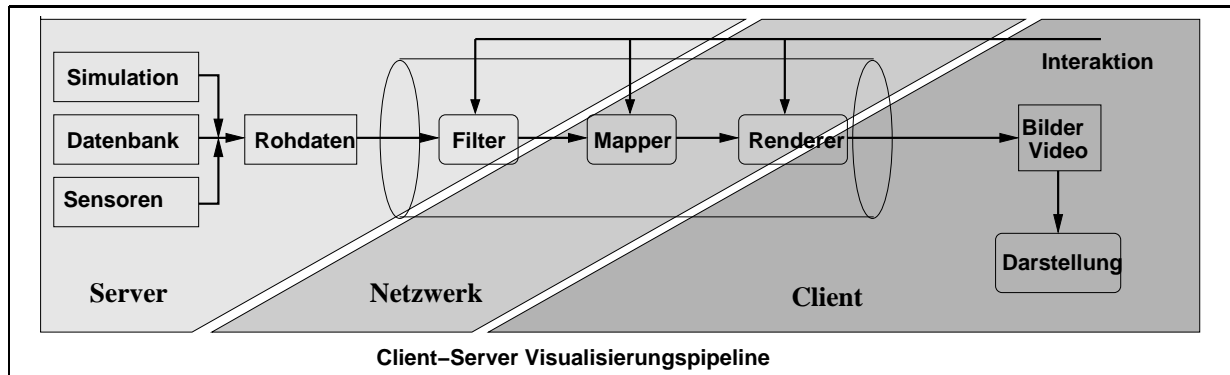 Simulation
Interaktion
Datenbank
Rohdaten
Filter
Mapper
Renderer
Bilder
Video
Sensoren
Darstellung
Server
Netzwerk
Client
Client–Server Visualisierungspipeline